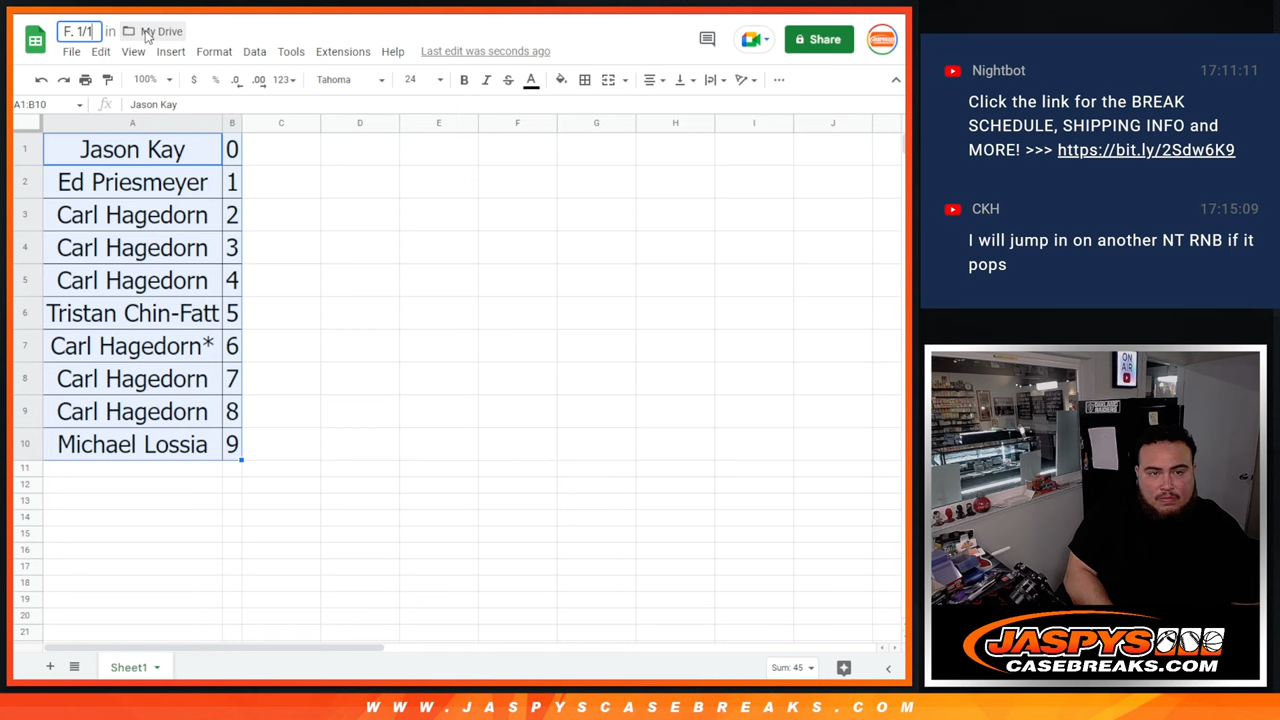 F. 1/1 in My Drive
File Edit View Insert Format Data Tools Extensions Help Last edit was seconds ago
Share
100% $ % .0 .00 123 Tahoma 24 B I S A
A1:B10 fx Jason Kay
A B C D E F G H I J
1 Jason Kay 0
2 Ed Priesmeyer 1
3 Carl Hagedorn 2
4 Carl Hagedorn 3
5 Carl Hagedorn 4
6 Tristan Chin-Fatt 5
7 Carl Hagedorn* 6
8 Carl Hagedorn 7
9 Carl Hagedorn 8
10 Michael Lossia 9
11
12
13
14
15
16
17
18
19
20
21
Sheet1
Sum: 45
Nightbot 17:11:11
Click the link for the BREAK
SCHEDULE, SHIPPING INFO and
MORE! >>> https://bit.ly/2Sdw6K9
CKH 17:15:09
I will jump in on another NT RNB if it
pops
ON
AIR
JASPYS
CASEBREAKS.COM
WWW.JASPYSCASEBREAKS.COM